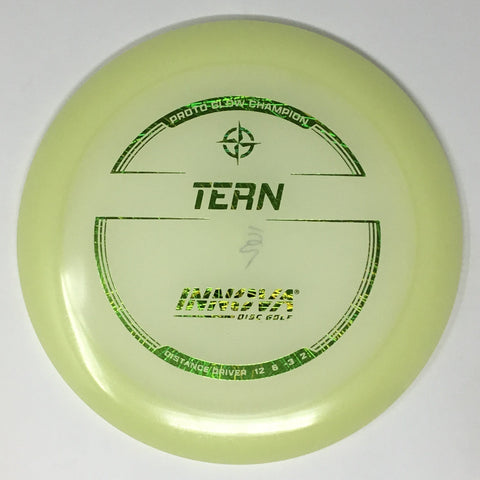 PROTO GLOW CHAMPION
TERN
INNOVA®
DISC GOLF
DISTANCE DRIVER 12 6 -3 2